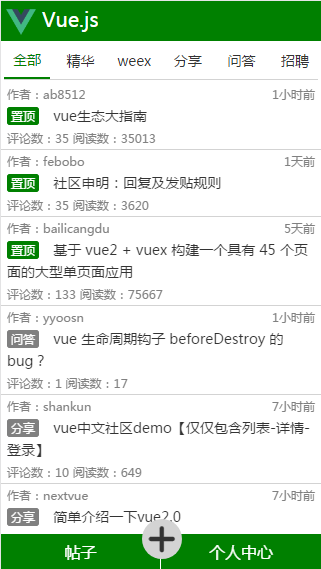 Vue.js
全部 精华 weex 分享 问答 招聘
作者：ab8512 1小时前
置顶 vue生态大指南
评论数：35 阅读数：35013
作者：febobo 1天前
置顶 社区申明：回复及发贴规则
评论数：35 阅读数：3620
作者：bailicangdu 5天前
置顶 基于 vue2 + vuex 构建一个具有 45 个页
面的大型单页面应用
评论数：133 阅读数：75667
作者：yyoosn 1小时前
问答 vue 生命周期钩子 beforeDestroy 的
bug ?
评论数：1 阅读数：17
作者：shankun 7小时前
分享 vue中文社区demo【仅仅包含列表-详情-
登录】
评论数：10 阅读数：649
作者：nextvue 7小时前
分享 简单介绍一下vue2.0
帖子 个人中心